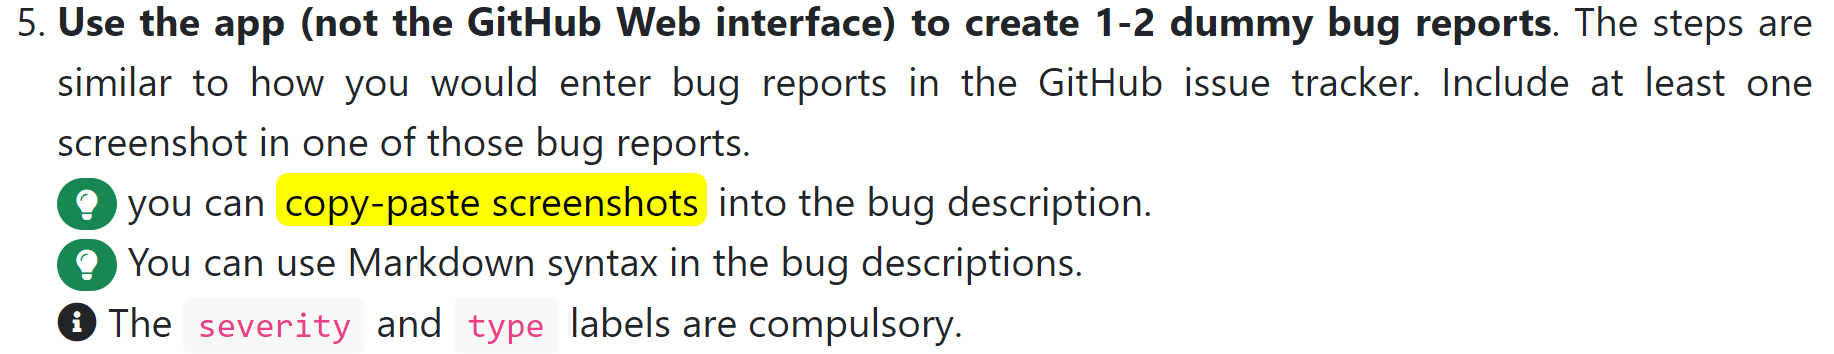 5. Use the app (not the GitHub Web interface) to create 1-2 dummy bug reports. The steps are
similar to how you would enter bug reports in the GitHub issue tracker. Include at least one
screenshot in one of those bug reports.
you can copy-paste screenshots into the bug description.
You can use Markdown syntax in the bug descriptions.
The severity and type labels are compulsory.